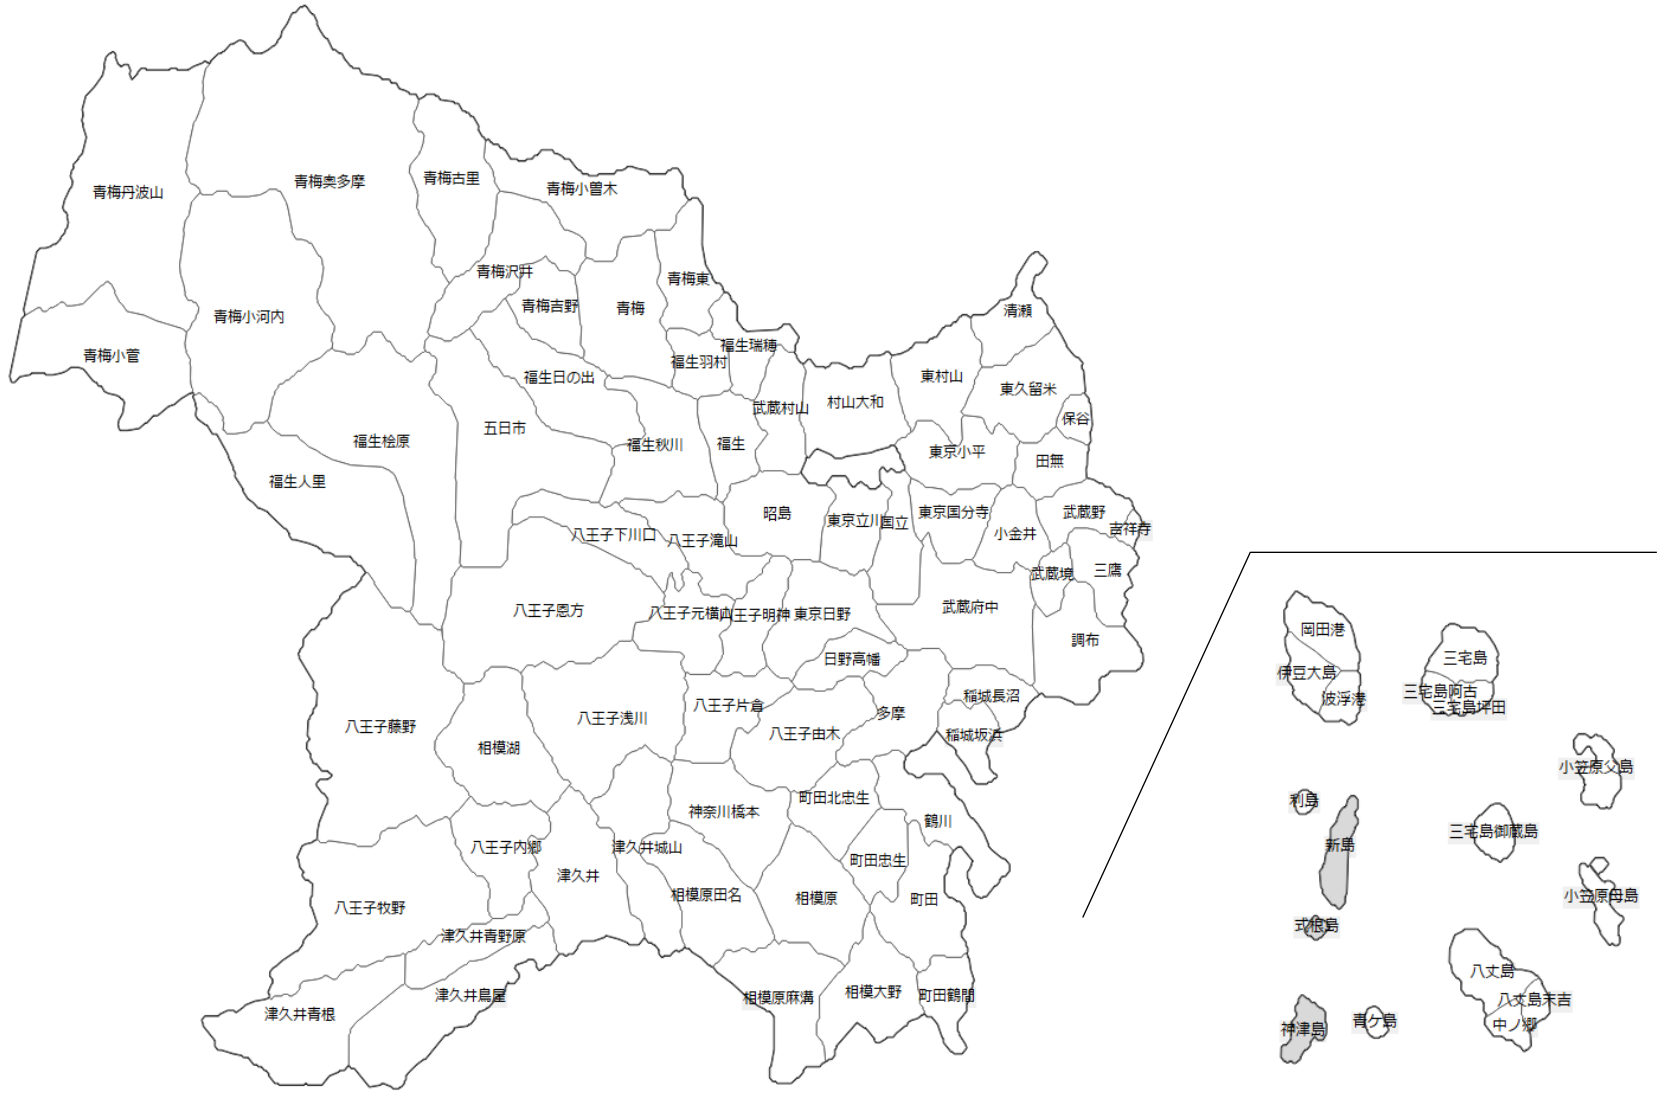 青梅丹波山
青梅奥多摩
青梅古里
青梅小曽木
青梅沢井
青梅吉野
青梅
青梅東
青梅小河内
青梅小菅
清瀬
福生瑞穂
福生羽村
福生日の出
東村山
東久留米
村山大和
武蔵村山
保谷
五日市
福生桧原
福生秋川
福生
東京小平
田無
福生人里
昭島
東京立川
国立
東京国分寺
小金井
武蔵野
吉祥寺
八王子下川口
八王子滝山
武蔵境
三鷹
八王子恩方
八王子元横山
八王子明神
東京日野
武蔵府中
調布
日野高幡
稲城長沼
八王子藤野
相模湖
八王子浅川
八王子片倉
八王子由木
多摩
稲城坂浜
町田北忠生
神奈川橋本
鶴川
八王子内郷
津久井
津久井城山
町田忠生
相模原田名
相模原
町田
八王子牧野
津久井青野原
津久井鳥屋
津久井青根
相模原麻溝
相模大野
町田鶴間
岡田港
伊豆大島
波浮港
三宅島
三宅島阿古
三宅島坪田
小笠原父島
利島
新島
三宅島御蔵島
小笠原母島
式根島
八丈島
八丈島末吉
中ノ郷
神津島
青ケ島